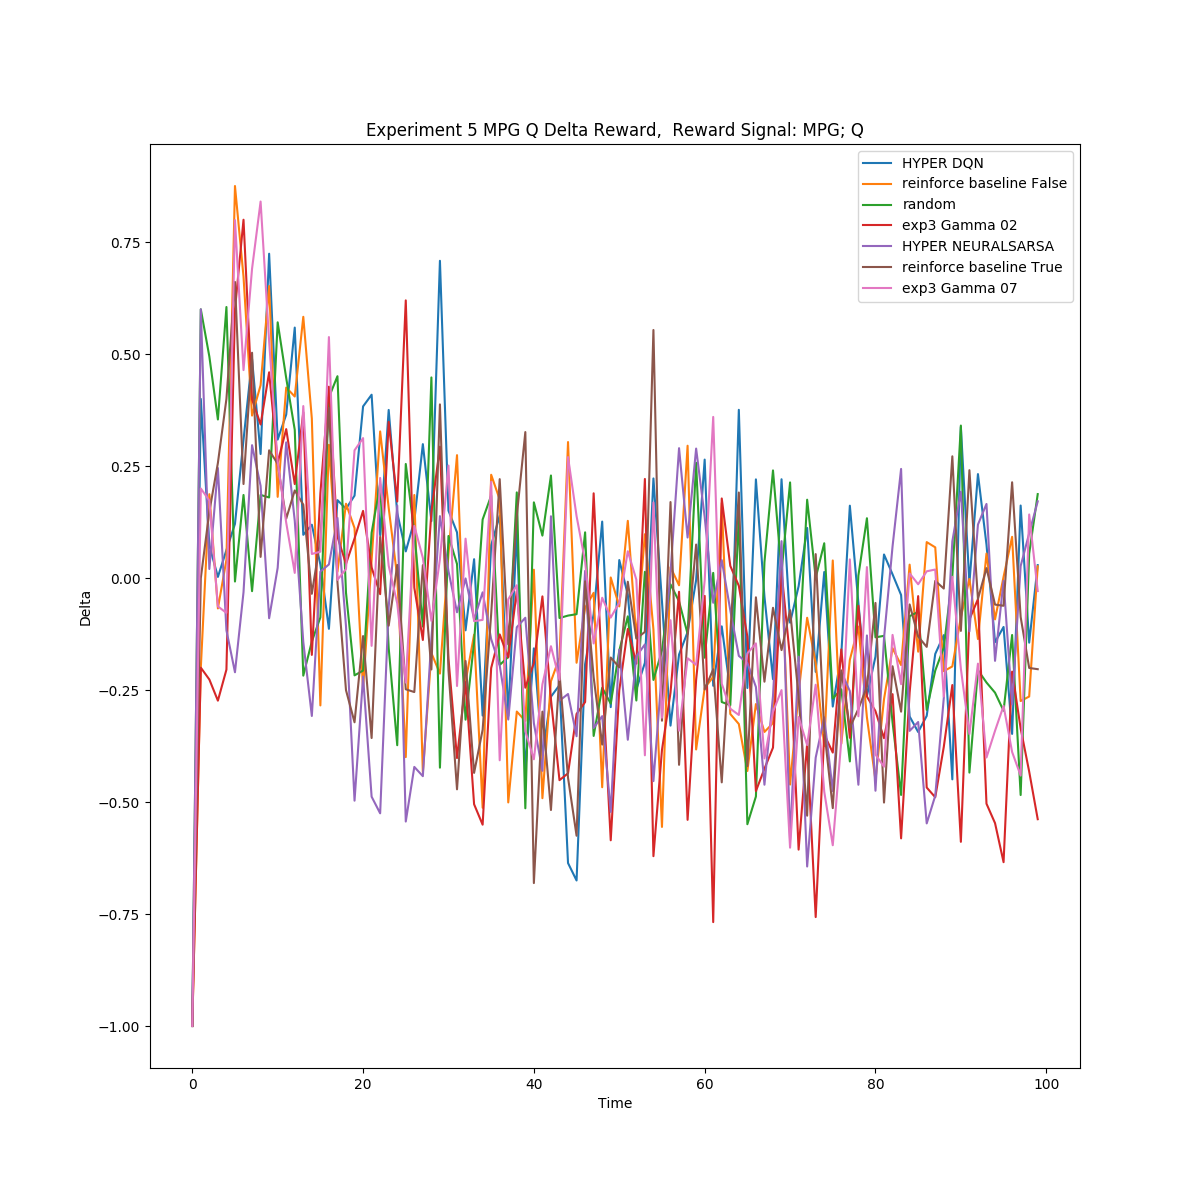 Experiment 5 MPG Q Delta Reward,  Reward Signal: MPG; Q
HYPER DQN
reinforce baseline False
random
exp3 Gamma 02
HYPER NEURALSARSA
reinforce baseline True
exp3 Gamma 07
0.75
0.50
0.25
0.00
−0.25
−0.50
−0.75
−1.00
Delta
0
20
40
60
80
100
Time